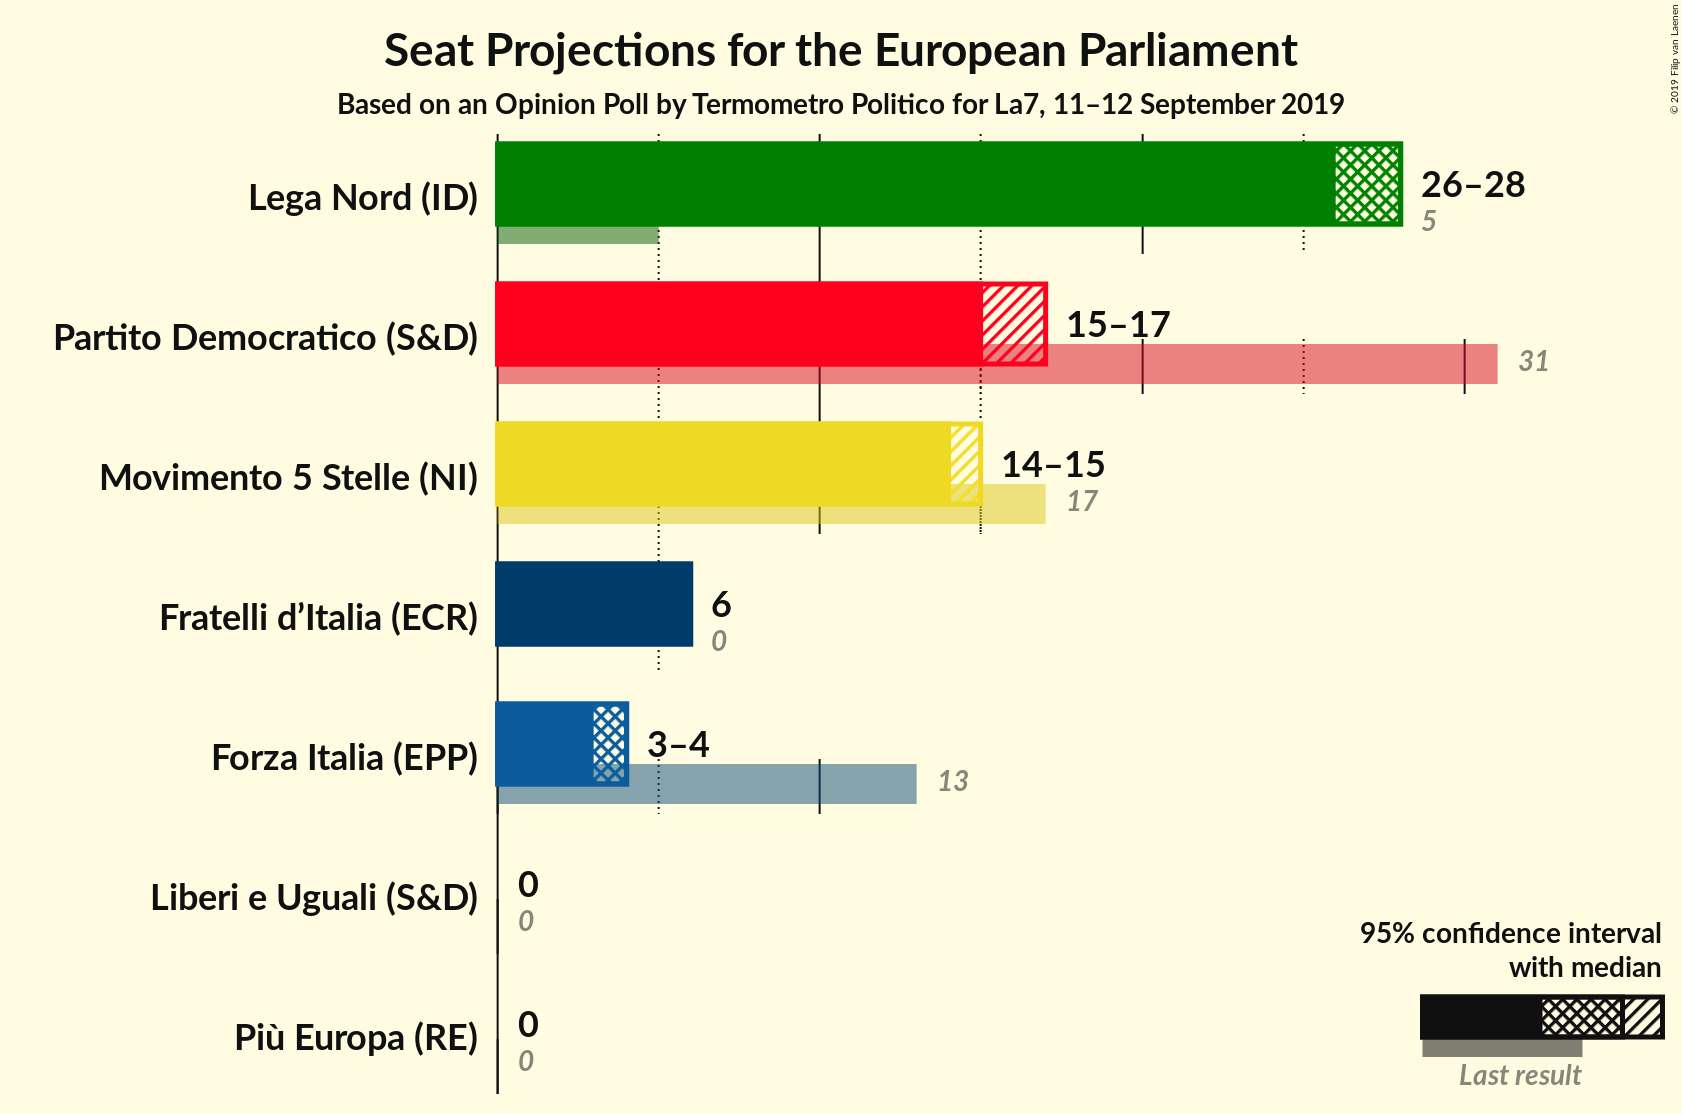 Seat Projections for the European Parliament
Based on an Opinion Poll by Termometro Politico for La7, 11–12 September 2019
© 2019 Filip van Laenen
Lega Nord (ID)
26–28
5
Partito Democratico (S&D)
15–17
31
Movimento 5 Stelle (NI)
14–15
17
Fratelli d’Italia (ECR)
6
0
Forza Italia (EPP)
3–4
13
Liberi e Uguali (S&D)
0
0
Più Europa (RE)
0
0
95% confidence interval
with median
Last result